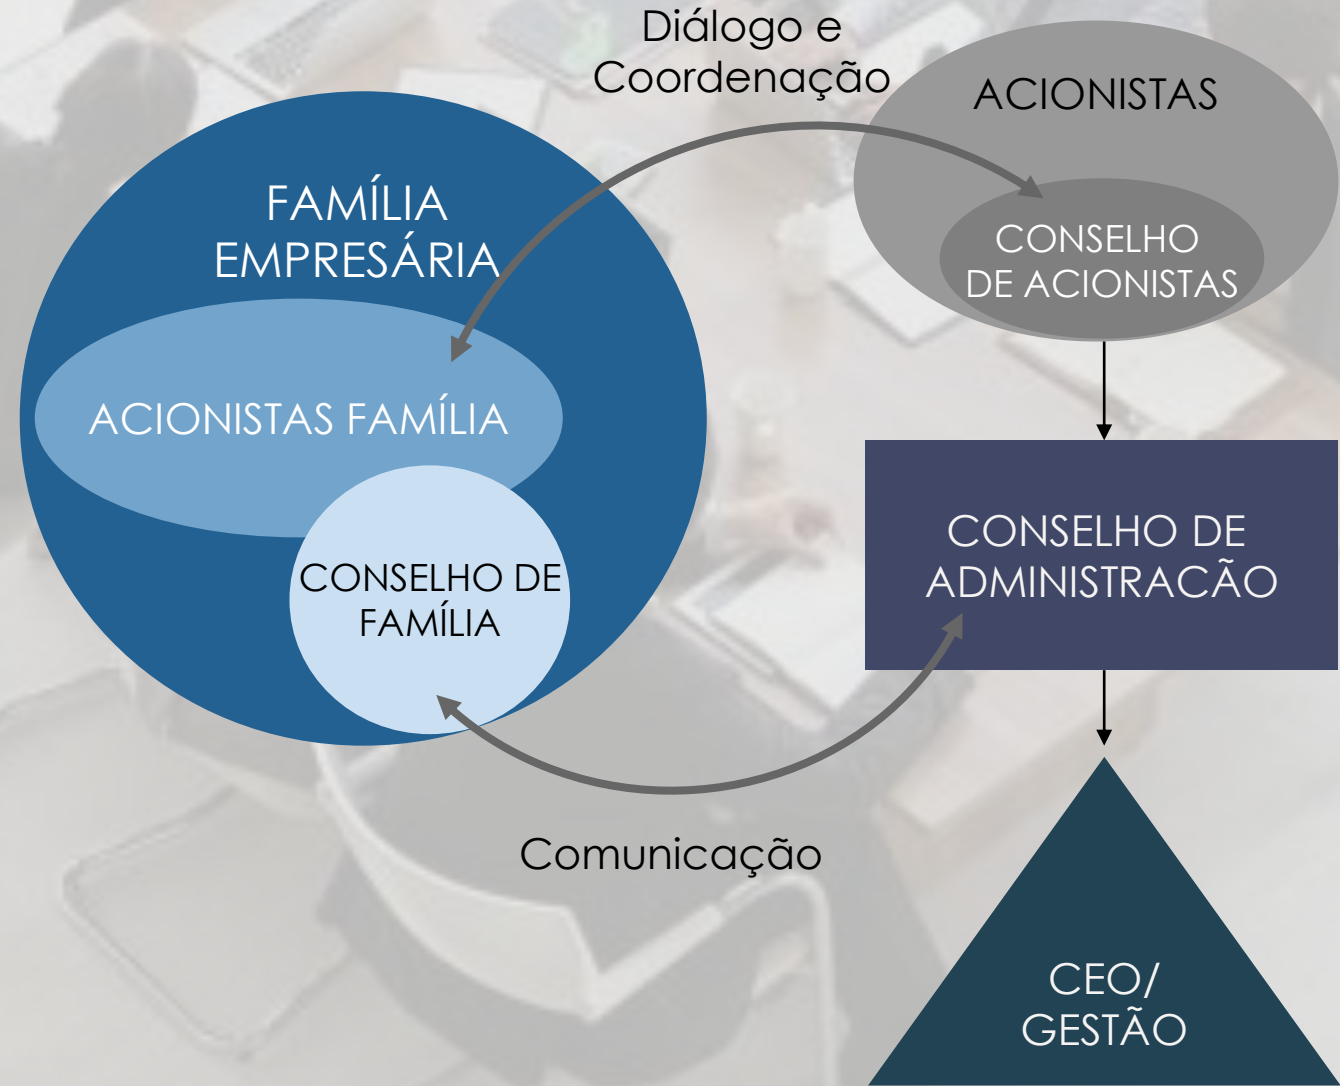 Diálogo e
Coordenação
ACIONISTAS
CONSELHO
DE ACIONISTAS
FAMÍLIA
EMPRESÁRIA
ACIONISTAS FAMÍLIA
CONSELHO DE
FAMÍLIA
CONSELHO DE
ADMINISTRACÃO
Comunicação
CEO/
GESTÃO